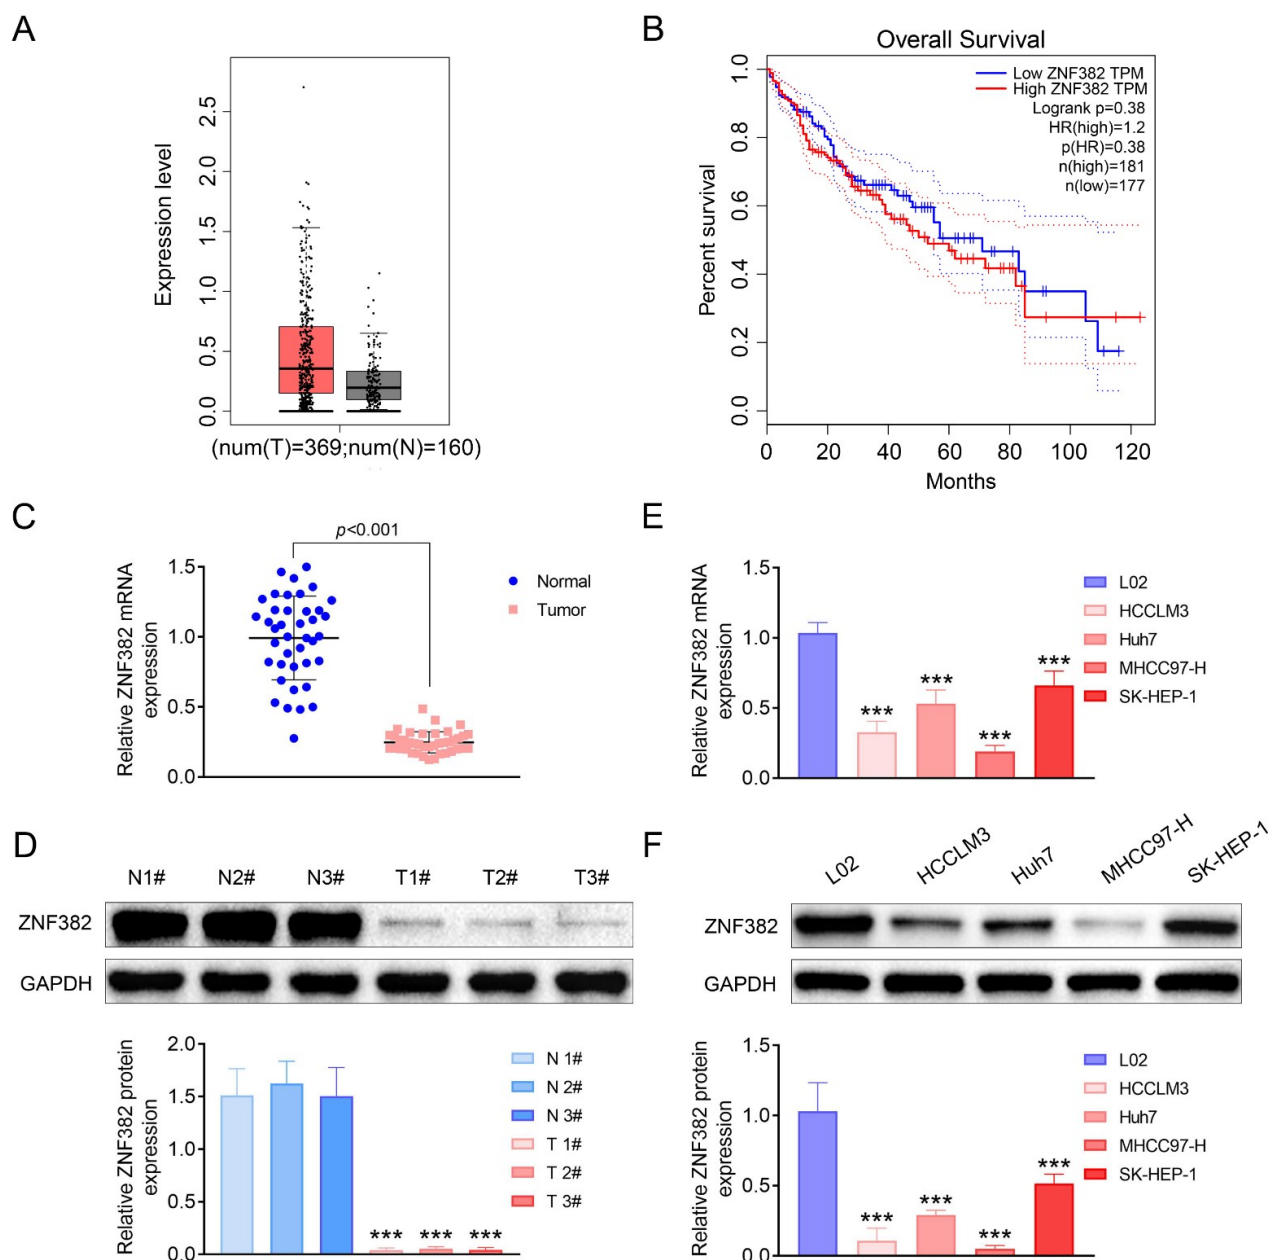 A
Expression level
2.5
2.0
1.5
1.0
0.5
0.0
(num(T)=369;num(N)=160)
B
Overall Survival
Percent survival
1.0
0.8
0.6
0.4
0.2
0.0
Low ZNF382 TPM
High ZNF382 TPM
Logrank p=0.38
HR(high)=1.2
p(HR)=0.38
n(high)=181
n(low)=177
0 20 40 60 80 100 120
Months
C
Relative ZNF382 mRNA
expression
1.5
1.0
0.5
0.0
p<0.001
Normal
Tumor
E
Relative ZNF382 mRNA
expression
1.5
1.0
0.5
0.0
*** *** *** ***
L02
HCCLM3
Huh7
MHCC97-H
SK-HEP-1
D
N1# N2# N3# T1# T2# T3#
ZNF382
GAPDH
Relative ZNF382 protein
expression
2.0
1.5
1.0
0.5
0.0
*** *** ***
N 1#
N 2#
N 3#
T 1#
T 2#
T 3#
F
L02 HCCLM3 Huh7 MHCC97-H SK-HEP-1
ZNF382
GAPDH
Relative ZNF382 protein
expression
1.5
1.0
0.5
0.0
*** *** *** ***
L02
HCCLM3
Huh7
MHCC97-H
SK-HEP-1